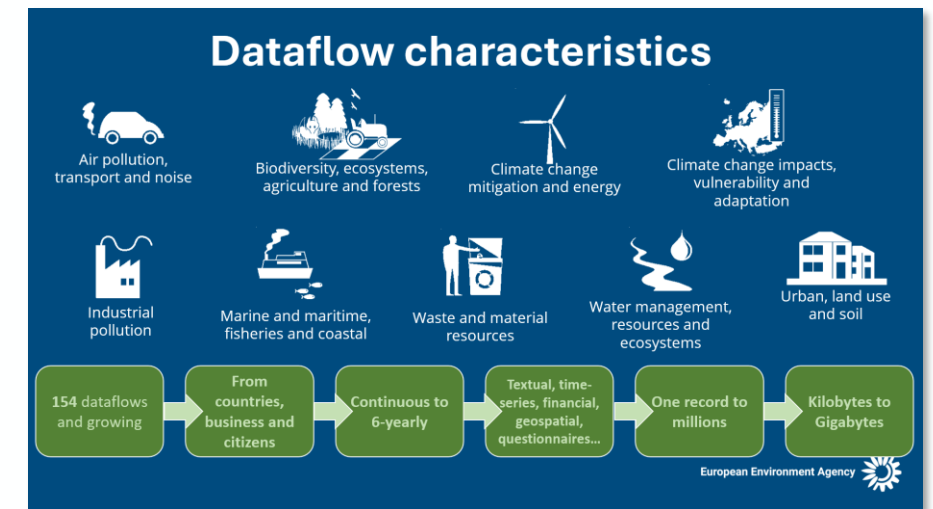 Dataflow characteristics
Air pollution,
transport and noise
Biodiversity, ecosystems,
agriculture and forests
Climate change
mitigation and energy
Climate change impacts,
vulnerability and
adaptation
Industrial
pollution
Marine and maritime,
fisheries and coastal
Waste and material
resources
Water management,
resources and
ecosystems
Urban, land use
and soil
154 dataflows
and growing
From
countries,
business and
citizens
Continuous to
6-yearly
Textual, time-
series, financial,
geospatial,
questionnaires...
One record to
millions
Kilobytes to
Gigabytes
European Environment Agency